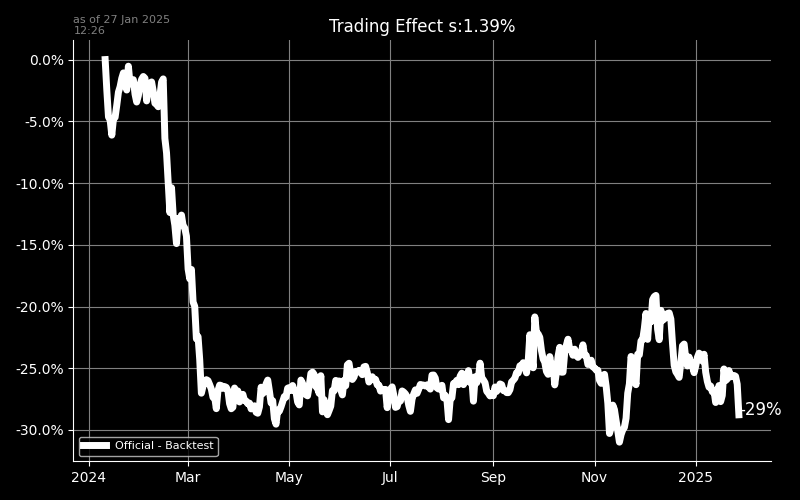 as of 27 Jan 2025
12:26
Trading Effect s:1.39%
0.0%
-5.0%
-10.0%
-15.0%
-20.0%
-25.0%
-30.0%
-29%
Official - Backtest
2024 Mar May Jul Sep Nov 2025